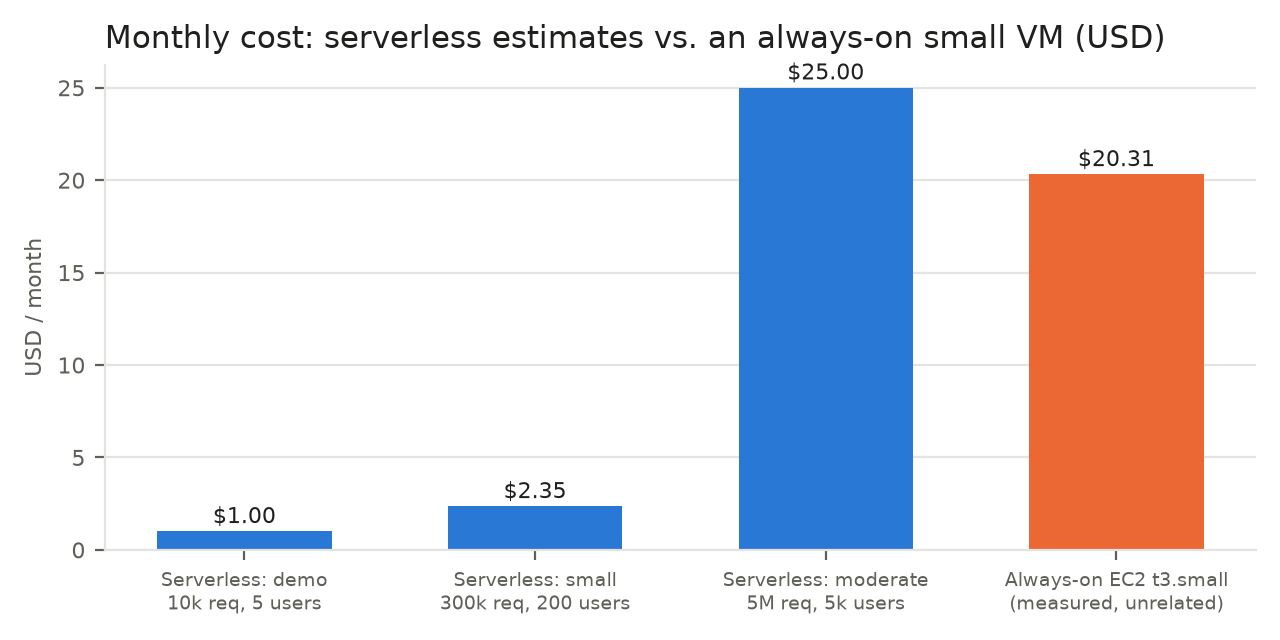 Monthly cost: serverless estimates vs. an always-on small VM (USD)
USD / month
25
20
15
10
5
0
$1.00
$2.35
$25.00
$20.31
Serverless: demo
10k req, 5 users
Serverless: small
300k req, 200 users
Serverless: moderate
5M req, 5k users
Always-on EC2 t3.small
(measured, unrelated)